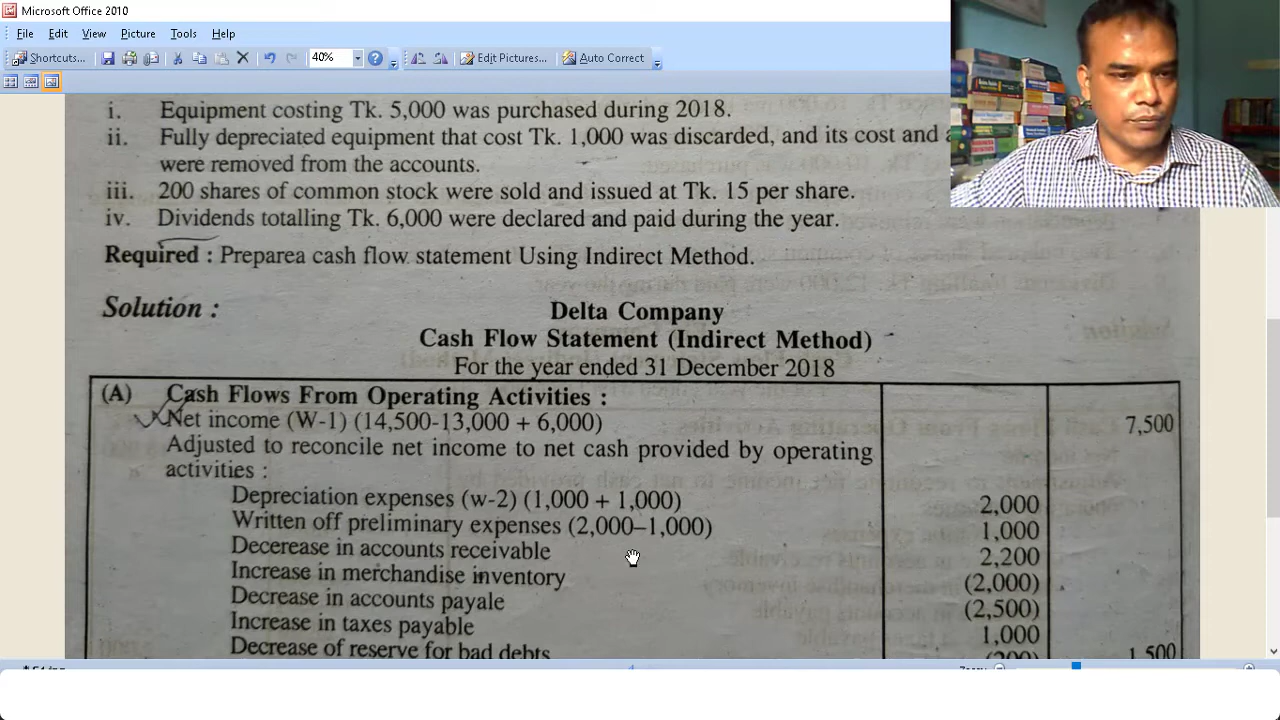 Microsoft Office 2010
File Edit View Picture Tools Help
Shortcuts... 40% Edit Pictures... Auto Correct
i. Equipment costing Tk. 5,000 was purchased during 2018.
ii. Fully depreciated equipment that cost Tk. 1,000 was discarded, and its cost and
were removed from the accounts.
iii. 200 shares of common stock were sold and issued at Tk. 15 per share.
iv. Dividends totalling Tk. 6,000 were declared and paid during the year.
Required : Preparea cash flow statement Using Indirect Method.
Solution :
Delta Company
Cash Flow Statement (Indirect Method)
For the year ended 31 December 2018
(A) Cash Flows From Operating Activities :
Net income (W-1) (14,500-13,000 + 6,000) 7,500
Adjusted to reconcile net income to net cash provided by operating
activities :
Depreciation expenses (w-2) (1,000 + 1,000) 2,000
Written off preliminary expenses (2,000–1,000) 1,000
Decerease in accounts receivable 2,200
Increase in merchandise inventory (2,000)
Decrease in accounts payale (2,500)
Increase in taxes payable 1,000
Decrease of reserve for bad debts (200) 1,500